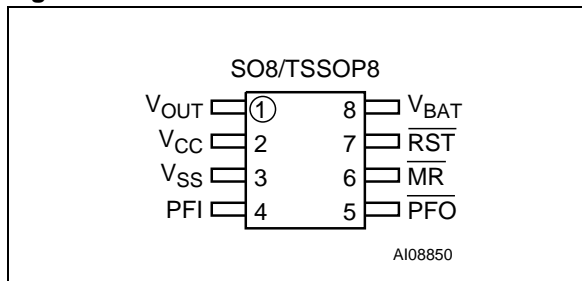 SO8/TSSOP8
VOUT 1 8 VBAT
VCC 2 7 RST
VSS 3 6 MR
PFI 4 5 PFO
AI08850